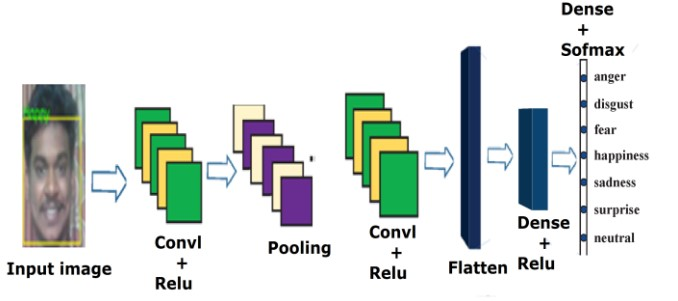 Dense
+
Sofmax
anger
disgust
fear
happiness
sadness
surprise
neutral
Input image
Convl
+
Relu
Pooling
Convl
+
Relu
Flatten
Dense
+
Relu